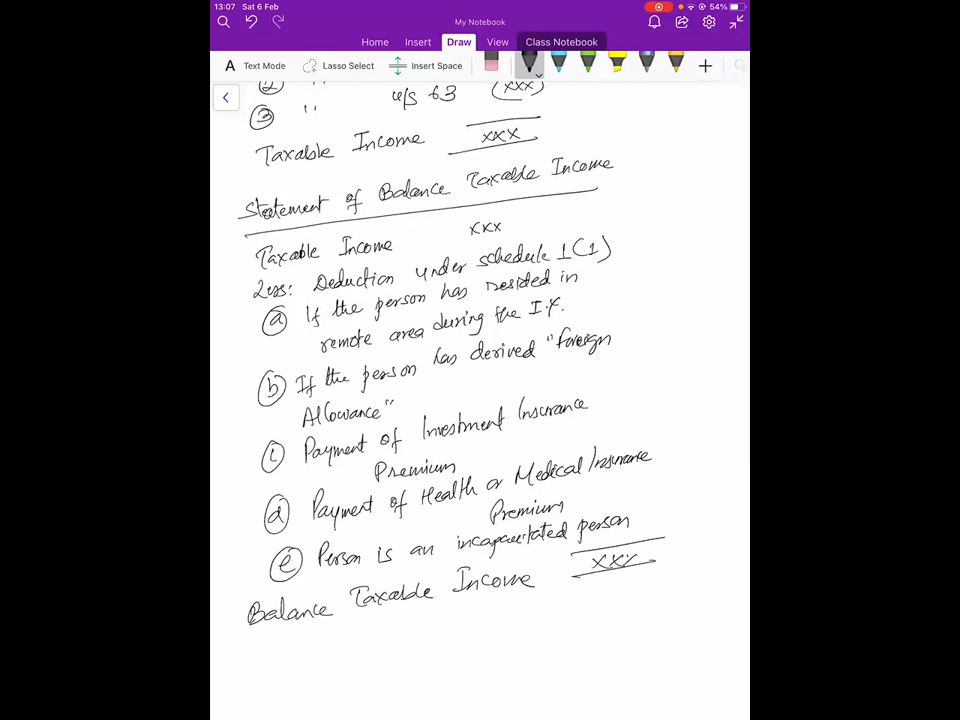 13:07 Sat 6 Feb
54%
My Notebook
Home Insert Draw View Class Notebook
A Text Mode Lasso Select Insert Space
② " u/s 63 (xxx)
③ "
Taxable Income xxx
Statement of Balance Taxable Income
Taxable Income xxx
Less: Deduction under schedule 1(1)
ⓐ If the person has resided in
remote area during the I.Y.
ⓑ If the person has derived "foreign
Allowance"
ⓒ Payment of Investment Insurance
Premium
ⓓ Payment of Health or Medical Insurance
Premium
ⓔ Person is an incapacitated person
Balance Taxable Income xxx